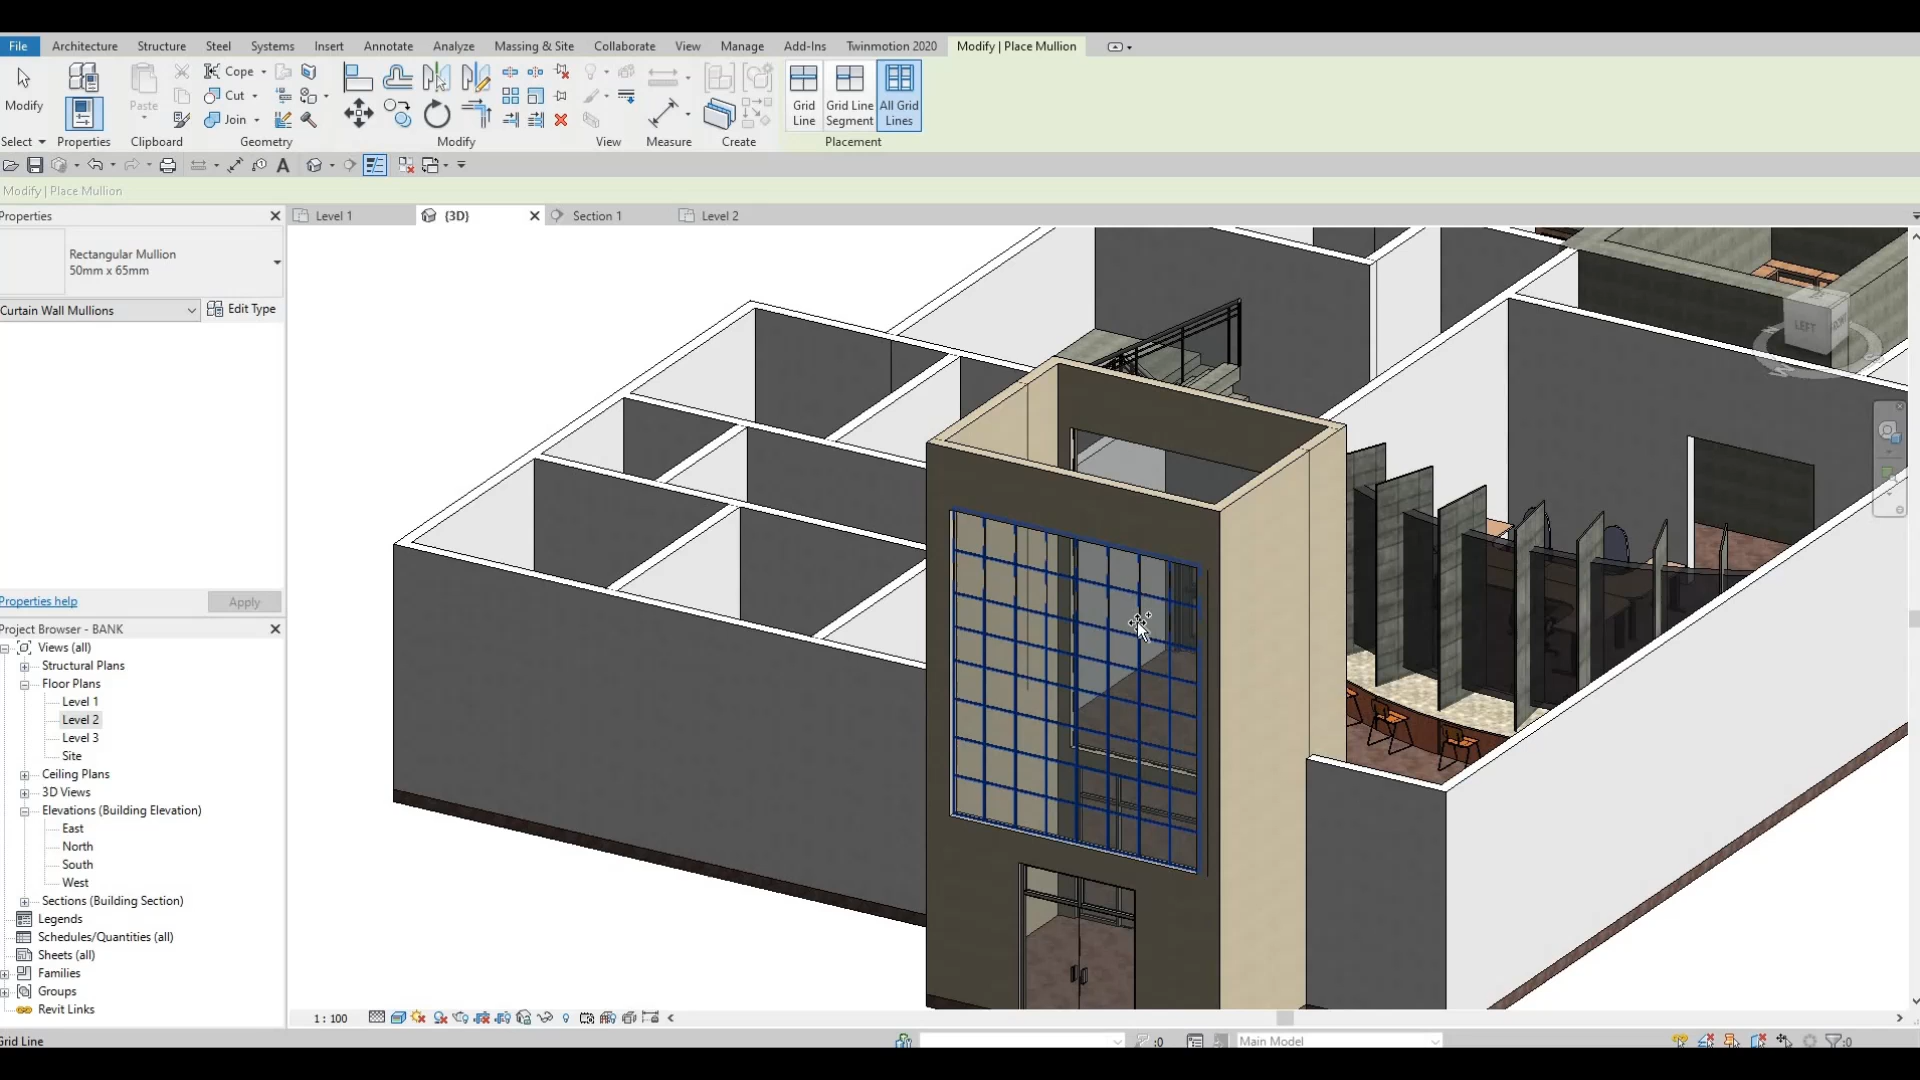 File Architecture Structure Steel Systems Insert Annotate Analyze Massing & Site Collaborate View Manage Add-Ins Twinmotion 2020 Modify | Place Mullion
Modify
Paste
Cope
Cut
Join
Grid Line
Grid Line Segment
All Grid Lines
Select Properties Clipboard Geometry Modify View Measure Create Placement
A
Modify | Place Mullion
Properties
Level 1
{3D}
Section 1
Level 2
Rectangular Mullion
50mm x 65mm
Curtain Wall Mullions
Edit Type
LEFT
W
Properties help
Apply
Project Browser - BANK
Views (all)
Structural Plans
Floor Plans
Level 1
Level 2
Level 3
Site
Ceiling Plans
3D Views
Elevations (Building Elevation)
East
North
South
West
Sections (Building Section)
Legends
Schedules/Quantities (all)
Sheets (all)
Families
Groups
Revit Links
1 : 100
Grid Line
:0
Main Model
:0